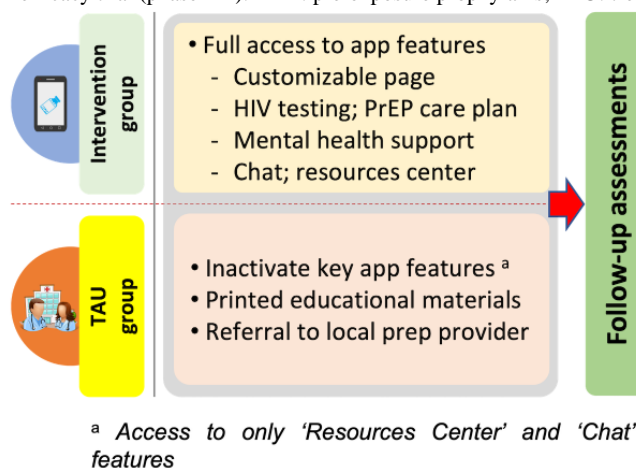 • Full access to app features
- Customizable page
- HIV testing; PrEP care plan
- Mental health support
- Chat; resources center
Intervention
group
• Inactivate key app features ª
• Printed educational materials
• Referral to local prep provider
TAU
group
Follow-up assessments
ª Access to only ‘Resources Center’ and ‘Chat’
features